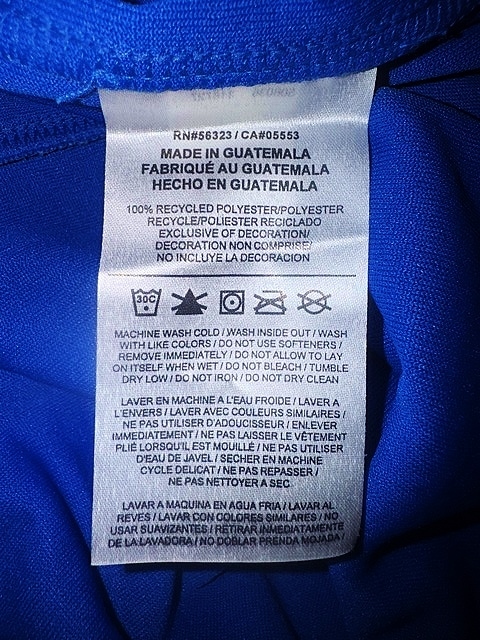 RN#56323 / CA#05553
MADE IN GUATEMALA
FABRIQUÉ AU GUATEMALA
HECHO EN GUATEMALA
100% RECYCLED POLYESTER/POLYESTER
RECYCLE/POLIESTER RECICLADO
EXCLUSIVE OF DECORATION/
DECORATION NON COMPRISE/
NO INCLUYE LA DECORACION
30C
MACHINE WASH COLD / WASH INSIDE OUT / WASH
WITH LIKE COLORS / DO NOT USE SOFTENERS /
REMOVE IMMEDIATELY / DO NOT ALLOW TO LAY
ON ITSELF WHEN WET / DO NOT BLEACH / TUMBLE
DRY LOW / DO NOT IRON / DO NOT DRY CLEAN
LAVER EN MACHINE A L'EAU FROIDE / LAVER A
L'ENVERS / LAVER AVEC COULEURS SIMILAIRES /
NE PAS UTILISER D'ADOUCISSEUR / ENLEVER
IMMEDIATEMENT / NE PAS LAISSER LE VÊTEMENT
PLIÉ LORSQU'IL EST MOUILLÉ / NE PAS UTILISER
D'EAU DE JAVEL / SECHER EN MACHINE
CYCLE DELICAT / NE PAS REPASSER /
NE PAS NETTOYER A SEC
LAVAR A MAQUINA EN AGUA FRIA / LAVAR AL
REVES / LAVAR CON COLORES SIMILARES / NO
USAR SUAVIZANTES / RETIRAR INMEDIATAMENTE
DE LA LAVADORA / NO DOBLAR PRENDA MOJADA /